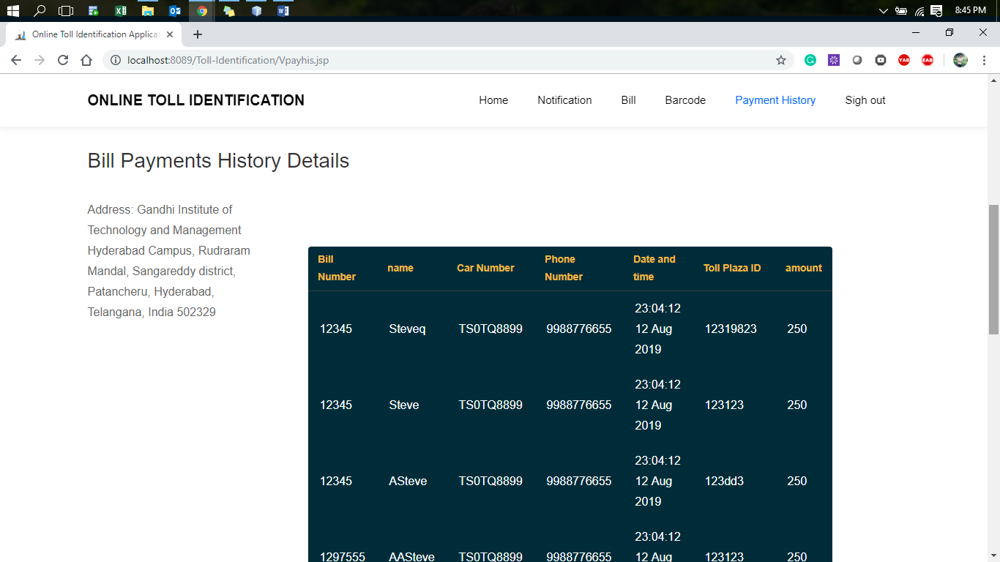 8:45 PM
Online Toll Identification Applicat
localhost:8089/Toll-Identification/Vpayhis.jsp
YAB
EAB
ONLINE TOLL IDENTIFICATION
Home Notification Bill Barcode Payment History Sigh out
Bill Payments History Details
Address: Gandhi Institute of
Technology and Management
Hyderabad Campus, Rudraram
Mandal, Sangareddy district,
Patancheru, Hyderabad,
Telangana, India 502329
Bill Number name Car Number Phone Number Date and time Toll Plaza ID amount
12345 Steveq TS0TQ8899 9988776655 23:04:12 12 Aug 2019 12319823 250
12345 Steve TS0TQ8899 9988776655 23:04:12 12 Aug 2019 123123 250
12345 ASteve TS0TQ8899 9988776655 23:04:12 12 Aug 2019 123dd3 250
1297555 AASteve TS0TQ8899 9988776655 23:04:12 12 Aug 123123 250